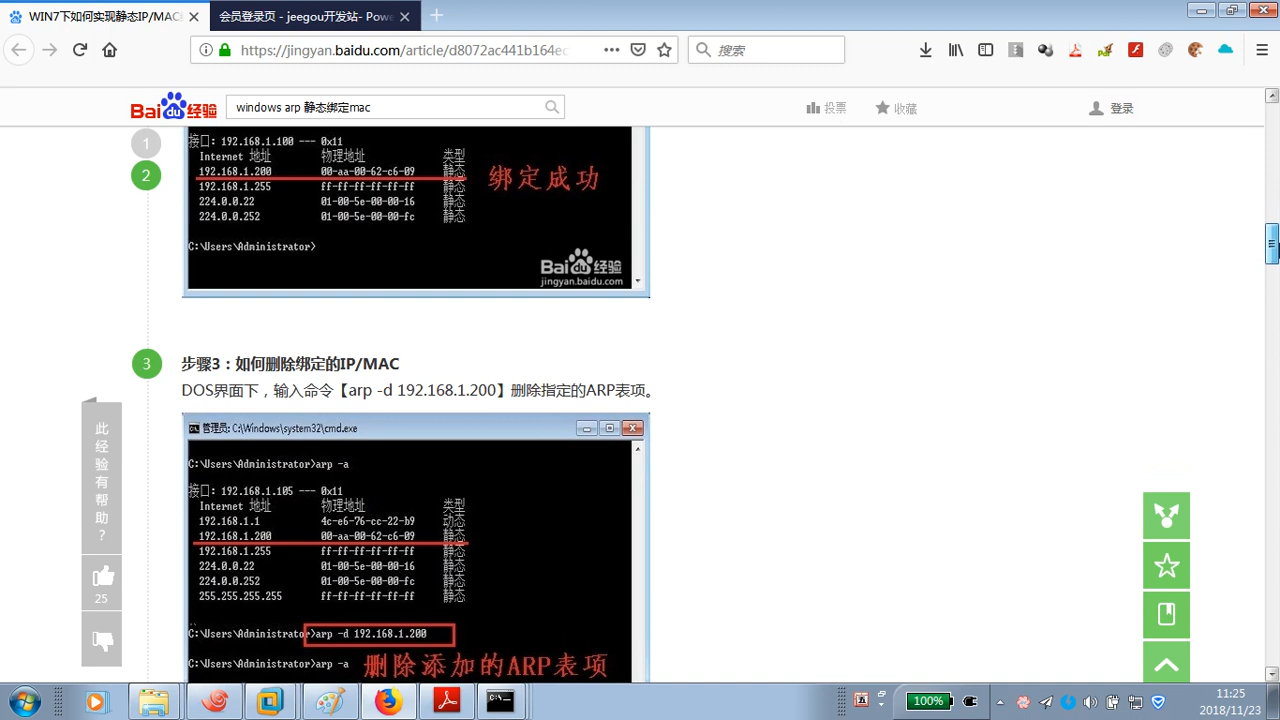 WIN7下如何实现静态IP/MAC
会员登录页 - jeegou开发站- Pow
https://jingyan.baidu.com/article/d8072ac441b164ec
搜索
Bai du 经验
windows arp 静态绑定mac
投票
收藏
登录
1
2
接口: 192.168.1.100 --- 0x11
Internet 地址 物理地址 类型
192.168.1.200 00-aa-00-62-c6-09 静态
192.168.1.255 ff-ff-ff-ff-ff-ff 静态
224.0.0.22 01-00-5e-00-00-16 静态
224.0.0.252 01-00-5e-00-00-fc 静态
绑定成功
C:\Users\Administrator>
Bai du 经验
jingyan.baidu.com
3
步骤3：如何删除绑定的IP/MAC
DOS界面下，输入命令【arp -d 192.168.1.200】删除指定的ARP表项。
管理员: C:\Windows\system32\cmd.exe
C:\Users\Administrator>arp -a
接口: 192.168.1.105 --- 0x11
Internet 地址 物理地址 类型
192.168.1.1 4c-e6-76-cc-22-b9 动态
192.168.1.200 00-aa-00-62-c6-09 静态
192.168.1.255 ff-ff-ff-ff-ff-ff 静态
224.0.0.22 01-00-5e-00-00-16 静态
224.0.0.252 01-00-5e-00-00-fc 静态
255.255.255.255 ff-ff-ff-ff-ff-ff 静态
C:\Users\Administrator>arp -d 192.168.1.200
C:\Users\Administrator>arp -a
删除添加的ARP表项
此经验有帮助？
25
100%
11:25
2018/11/23